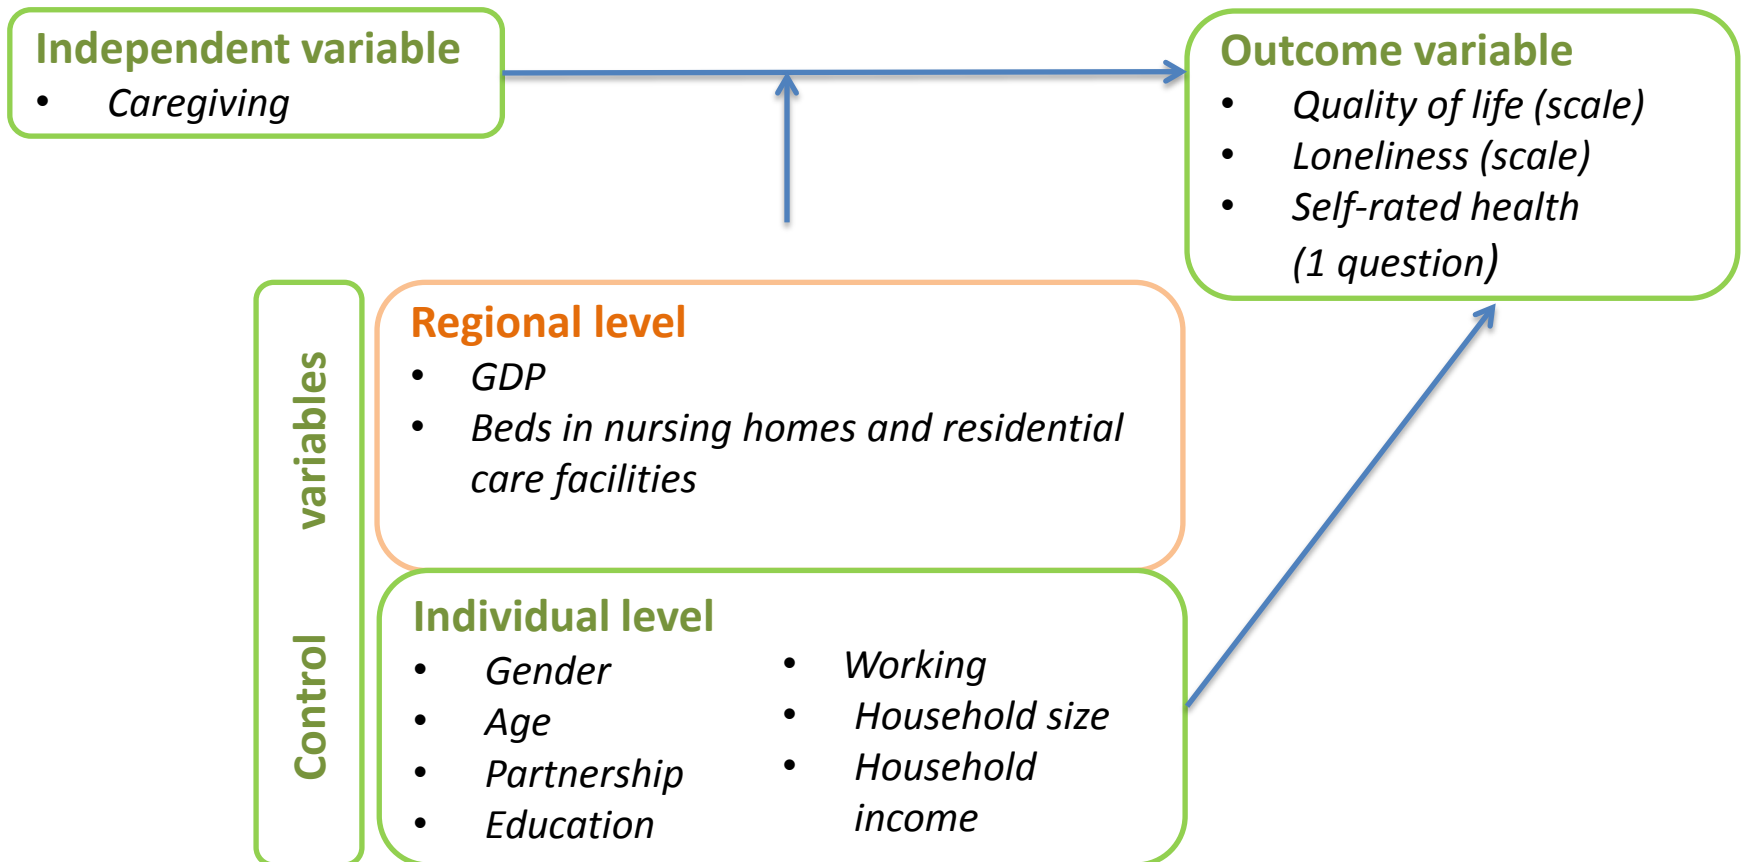 Independent variable
• Caregiving
Outcome variable
• Quality of life (scale)
• Loneliness (scale)
• Self-rated health
(1 question)
Control variables
Regional level
• GDP
• Beds in nursing homes and residential
care facilities
Individual level
• Gender
• Age
• Partnership
• Education
• Working
• Household size
• Household
income